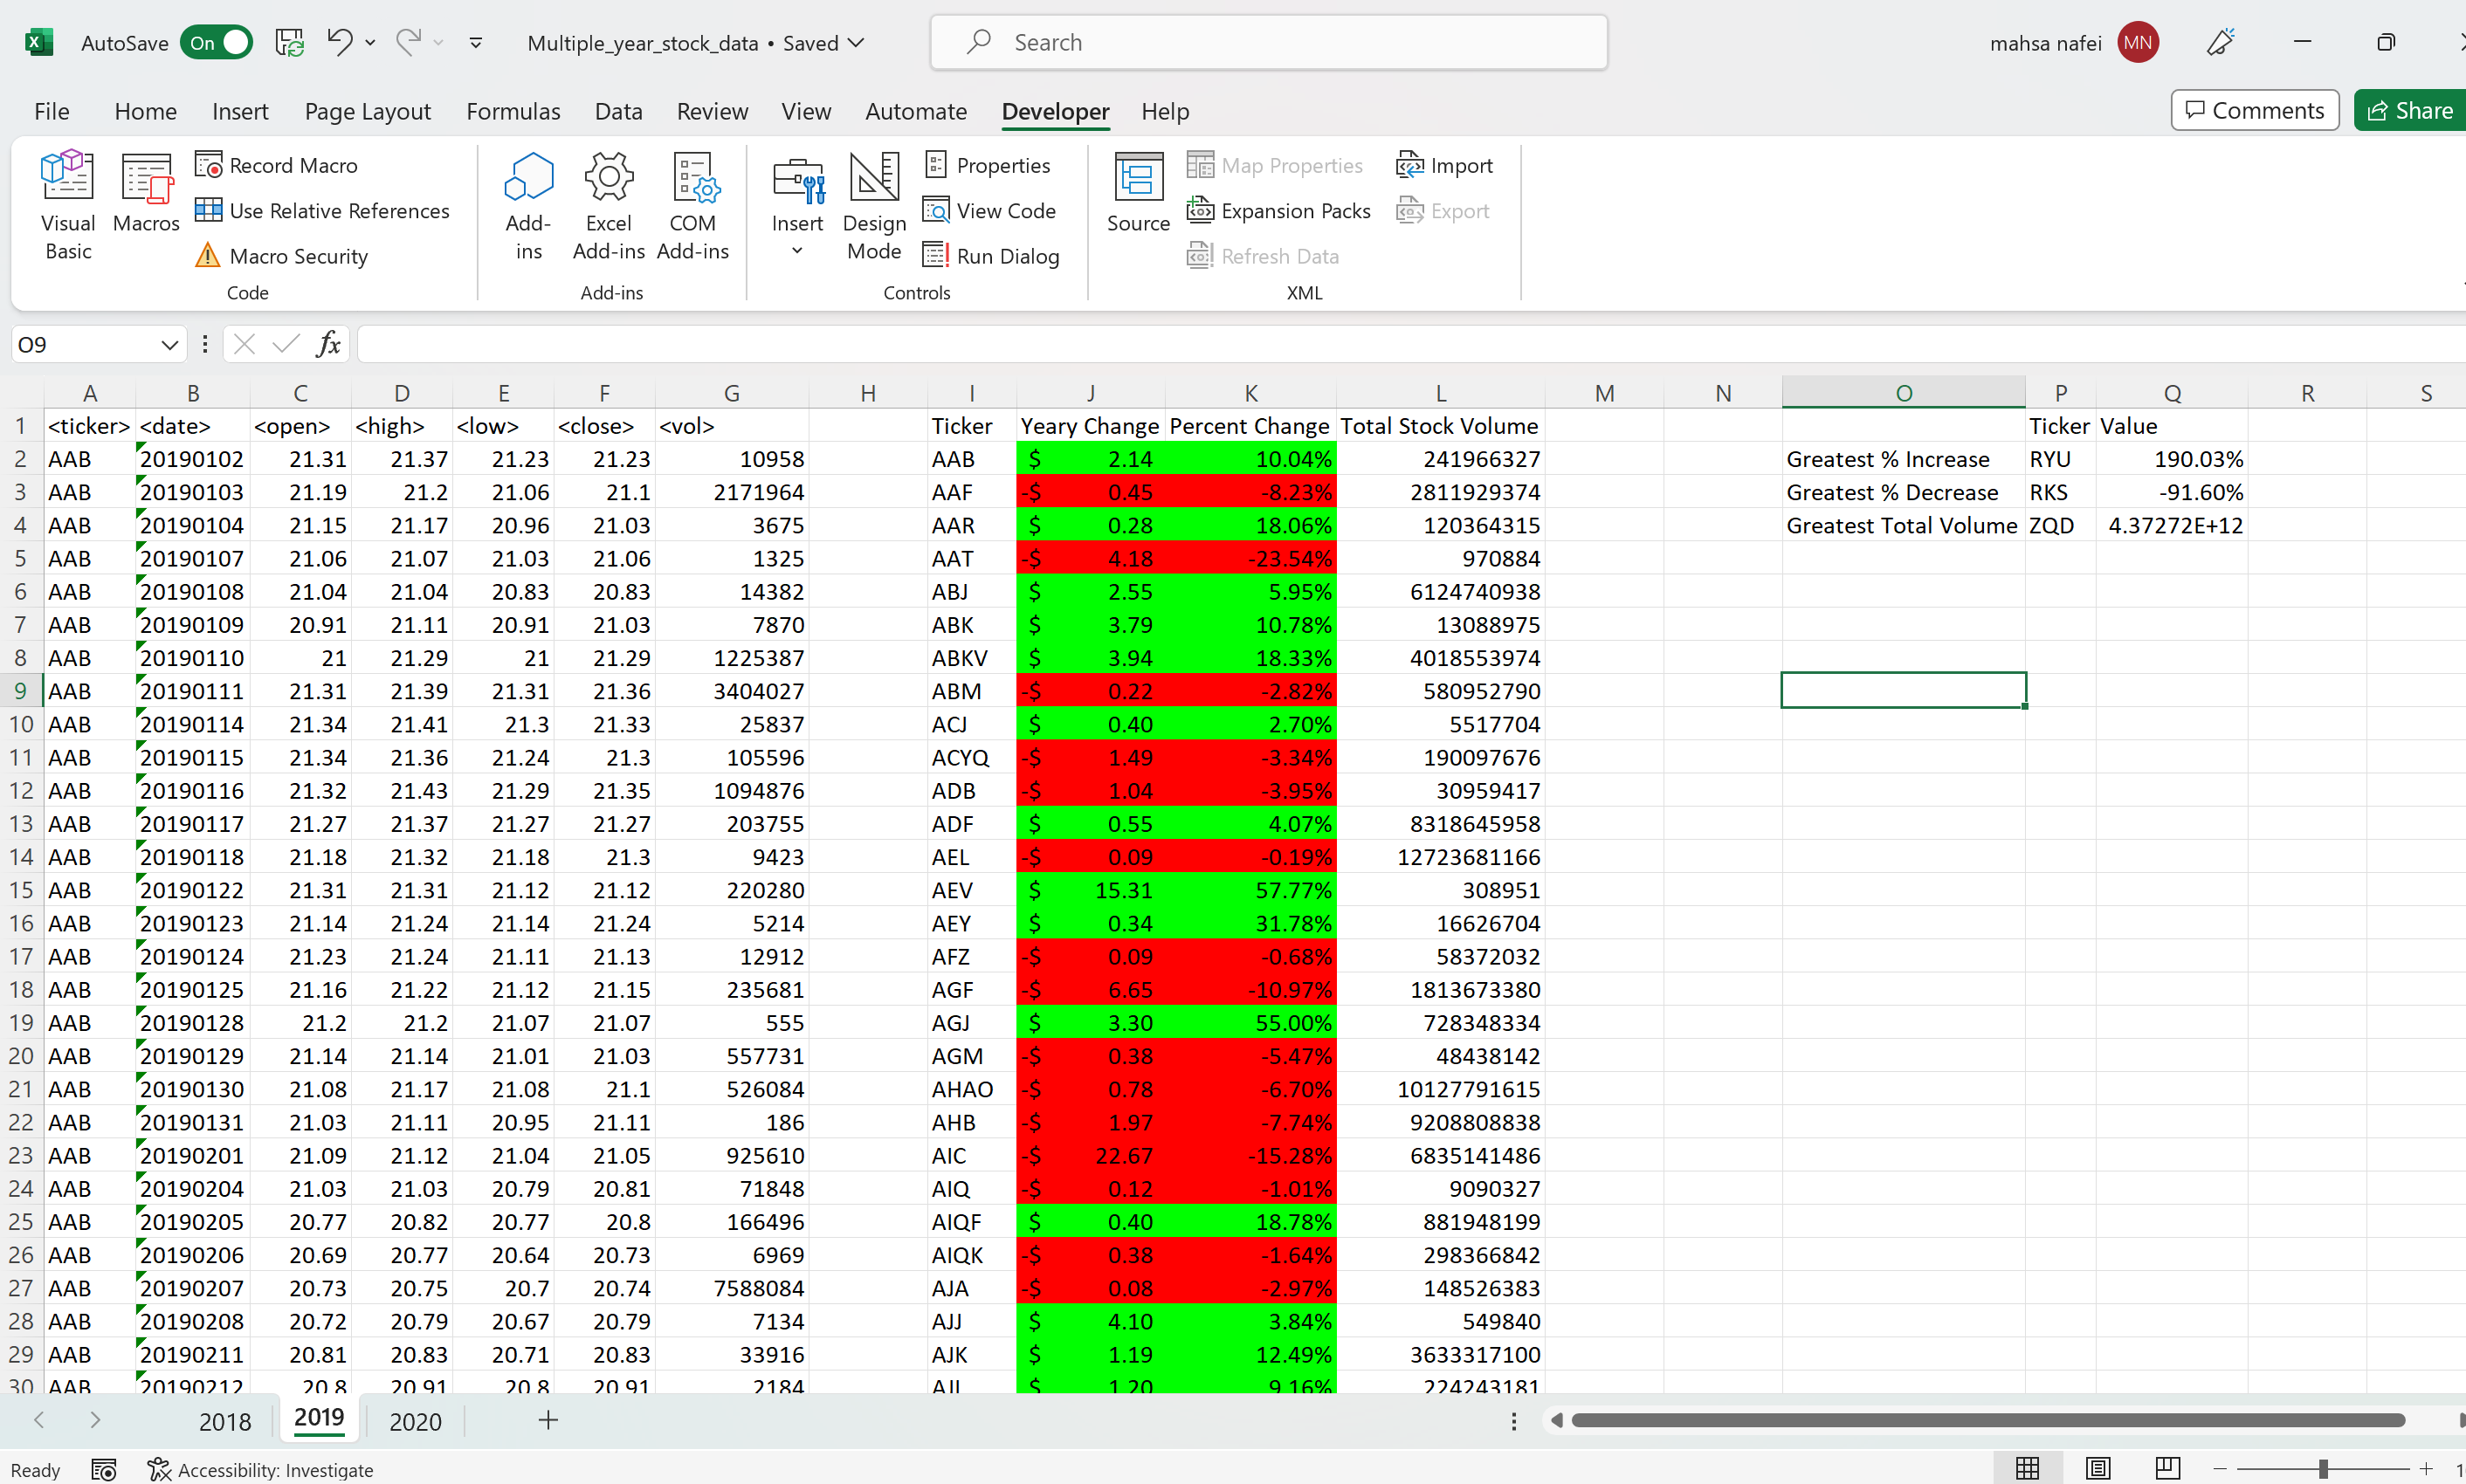 AutoSave On Multiple_year_stock_data • Saved Search mahsa nafei MN
File Home Insert Page Layout Formulas Data Review View Automate Developer Help Comments Share
Visual Basic Macros Record Macro Use Relative References Macro Security Code
Add-ins Excel Add-ins COM Add-ins Add-ins
Insert Design Mode Properties View Code Run Dialog Controls
Source Map Properties Expansion Packs Refresh Data Import Export XML
O9 fx
A B C D E F G H I J K L M N O P Q R S
1 <ticker> <date> <open> <high> <low> <close> <vol> Ticker Yeary Change Percent Change Total Stock Volume Ticker Value
2 AAB 20190102 21.31 21.37 21.23 21.23 10958 AAB $ 2.14 10.04% 241966327 Greatest % Increase RYU 190.03%
3 AAB 20190103 21.19 21.2 21.06 21.1 2171964 AAF -$ 0.45 -8.23% 2811929374 Greatest % Decrease RKS -91.60%
4 AAB 20190104 21.15 21.17 20.96 21.03 3675 AAR $ 0.28 18.06% 120364315 Greatest Total Volume ZQD 4.37272E+12
5 AAB 20190107 21.06 21.07 21.03 21.06 1325 AAT -$ 4.18 -23.54% 970884
6 AAB 20190108 21.04 21.04 20.83 20.83 14382 ABJ $ 2.55 5.95% 6124740938
7 AAB 20190109 20.91 21.11 20.91 21.03 7870 ABK $ 3.79 10.78% 13088975
8 AAB 20190110 21 21.29 21 21.29 1225387 ABKV $ 3.94 18.33% 4018553974
9 AAB 20190111 21.31 21.39 21.31 21.36 3404027 ABM -$ 0.22 -2.82% 580952790
10 AAB 20190114 21.34 21.41 21.3 21.33 25837 ACJ $ 0.40 2.70% 5517704
11 AAB 20190115 21.34 21.36 21.24 21.3 105596 ACYQ -$ 1.49 -3.34% 190097676
12 AAB 20190116 21.32 21.43 21.29 21.35 1094876 ADB -$ 1.04 -3.95% 30959417
13 AAB 20190117 21.27 21.37 21.27 21.27 203755 ADF $ 0.55 4.07% 8318645958
14 AAB 20190118 21.18 21.32 21.18 21.3 9423 AEL -$ 0.09 -0.19% 12723681166
15 AAB 20190122 21.31 21.31 21.12 21.12 220280 AEV $ 15.31 57.77% 308951
16 AAB 20190123 21.14 21.24 21.14 21.24 5214 AEY $ 0.34 31.78% 16626704
17 AAB 20190124 21.23 21.24 21.11 21.13 12912 AFZ -$ 0.09 -0.68% 58372032
18 AAB 20190125 21.16 21.22 21.12 21.15 235681 AGF -$ 6.65 -10.97% 1813673380
19 AAB 20190128 21.2 21.2 21.07 21.07 555 AGJ $ 3.30 55.00% 728348334
20 AAB 20190129 21.14 21.14 21.01 21.03 557731 AGM -$ 0.38 -5.47% 48438142
21 AAB 20190130 21.08 21.17 21.08 21.1 526084 AHAO -$ 0.78 -6.70% 10127791615
22 AAB 20190131 21.03 21.11 20.95 21.11 186 AHB -$ 1.97 -7.74% 9208808838
23 AAB 20190201 21.09 21.12 21.04 21.05 925610 AIC -$ 22.67 -15.28% 6835141486
24 AAB 20190204 21.03 21.03 20.79 20.81 71848 AIQ -$ 0.12 -1.01% 9090327
25 AAB 20190205 20.77 20.82 20.77 20.8 166496 AIQF $ 0.40 18.78% 881948199
26 AAB 20190206 20.69 20.77 20.64 20.73 6969 AIQK -$ 0.38 -1.64% 298366842
27 AAB 20190207 20.73 20.75 20.7 20.74 7588084 AJA -$ 0.08 -2.97% 148526383
28 AAB 20190208 20.72 20.79 20.67 20.79 7134 AJJ $ 4.10 3.84% 549840
29 AAB 20190211 20.81 20.83 20.71 20.83 33916 AJK $ 1.19 12.49% 3633317100
30 AAB 20190212 20.8 20.91 20.8 20.91 2184 $ 1.20 9.16% 224243181
2018 2019 2020
Ready Accessibility: Investigate